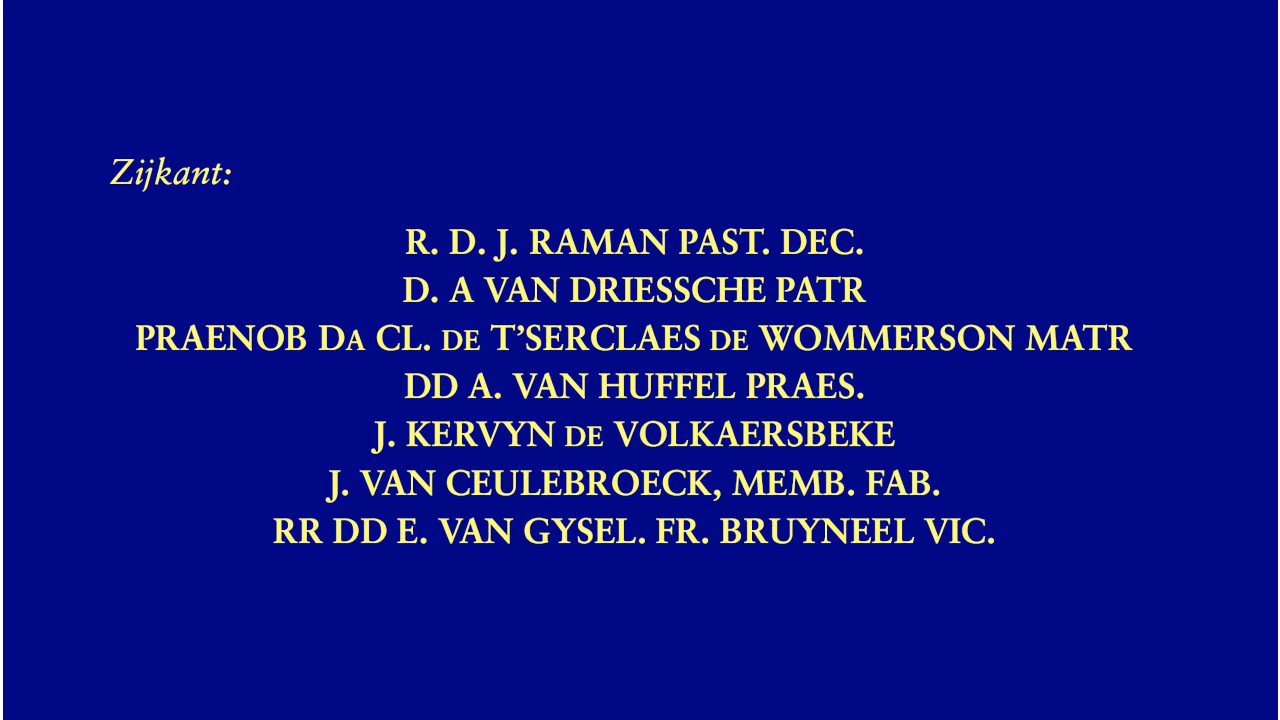 Zijkant:
R. D. J. RAMAN PAST. DEC.
D. A VAN DRIESSCHE PATR
PRAENOB DA CL. DE T’SERCLAES DE WOMMERSON MATR
DD A. VAN HUFFEL PRAES.
J. KERVYN DE VOLKAERSBEKE
J. VAN CEULEBROECK, MEMB. FAB.
RR DD E. VAN GYSEL. FR. BRUYNEEL VIC.